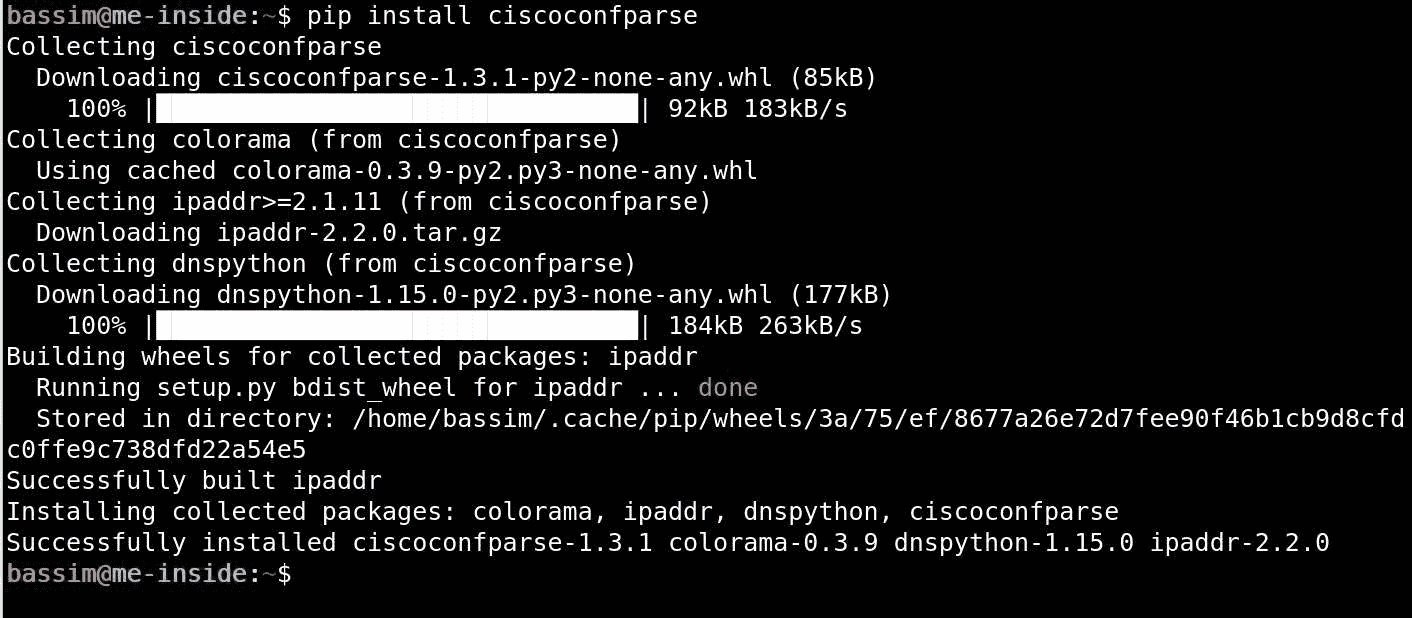 bassim@me-inside:~$ pip install ciscoconfparse
Collecting ciscoconfparse
  Downloading ciscoconfparse-1.3.1-py2-none-any.whl (85kB)
    100% |████████████████████████████████| 92kB 183kB/s
Collecting colorama (from ciscoconfparse)
  Using cached colorama-0.3.9-py2.py3-none-any.whl
Collecting ipaddr>=2.1.11 (from ciscoconfparse)
  Downloading ipaddr-2.2.0.tar.gz
Collecting dnspython (from ciscoconfparse)
  Downloading dnspython-1.15.0-py2.py3-none-any.whl (177kB)
    100% |████████████████████████████████| 184kB 263kB/s
Building wheels for collected packages: ipaddr
  Running setup.py bdist_wheel for ipaddr ... done
  Stored in directory: /home/bassim/.cache/pip/wheels/3a/75/ef/8677a26e72d7fee90f46b1cb9d8cfd
c0ffe9c738dfd22a54e5
Successfully built ipaddr
Installing collected packages: colorama, ipaddr, dnspython, ciscoconfparse
Successfully installed ciscoconfparse-1.3.1 colorama-0.3.9 dnspython-1.15.0 ipaddr-2.2.0
bassim@me-inside:~$